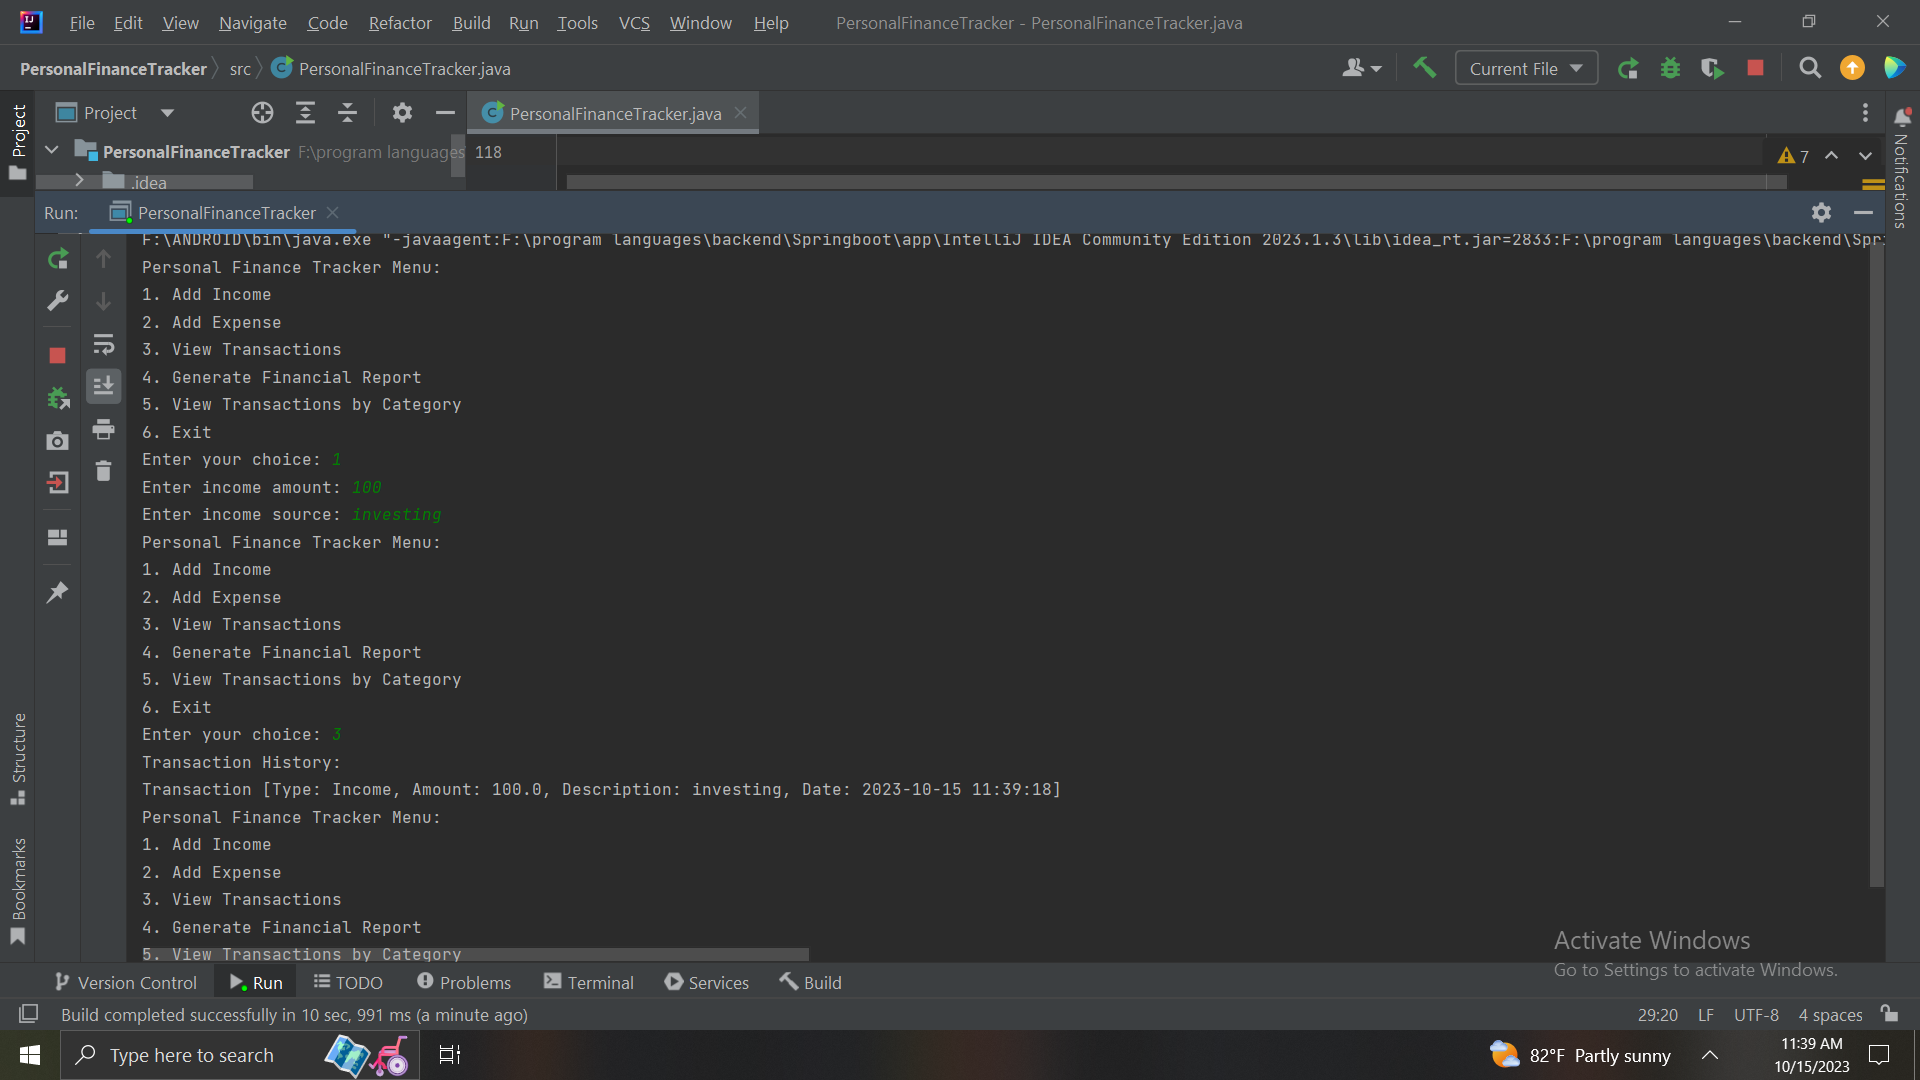 File Edit View Navigate Code Refactor Build Run Tools VCS Window Help PersonalFinanceTracker - PersonalFinanceTracker.java
PersonalFinanceTracker src PersonalFinanceTracker.java Current File
Project Project PersonalFinanceTracker.java
PersonalFinanceTracker F:\program languages 118 7
.idea
Notifications
Run: PersonalFinanceTracker
F:\ANDROID\bin\java.exe "-javaagent:F:\program languages\backend\Springboot\app\IntelliJ IDEA Community Edition 2023.1.3\lib\idea_rt.jar=2833:F:\program languages\backend\Spri
Personal Finance Tracker Menu:
1. Add Income
2. Add Expense
3. View Transactions
4. Generate Financial Report
5. View Transactions by Category
6. Exit
Enter your choice: 1
Enter income amount: 100
Enter income source: investing
Personal Finance Tracker Menu:
1. Add Income
2. Add Expense
3. View Transactions
4. Generate Financial Report
5. View Transactions by Category
6. Exit
Enter your choice: 3
Transaction History:
Transaction [Type: Income, Amount: 100.0, Description: investing, Date: 2023-10-15 11:39:18]
Personal Finance Tracker Menu:
1. Add Income
2. Add Expense
3. View Transactions
4. Generate Financial Report
5. View Transactions by Category
Structure
Bookmarks
Activate Windows
Go to Settings to activate Windows.
Version Control Run TODO Problems Terminal Services Build
Build completed successfully in 10 sec, 991 ms (a minute ago) 29:20 LF UTF-8 4 spaces
Type here to search 82°F Partly sunny 11:39 AM
10/15/2023